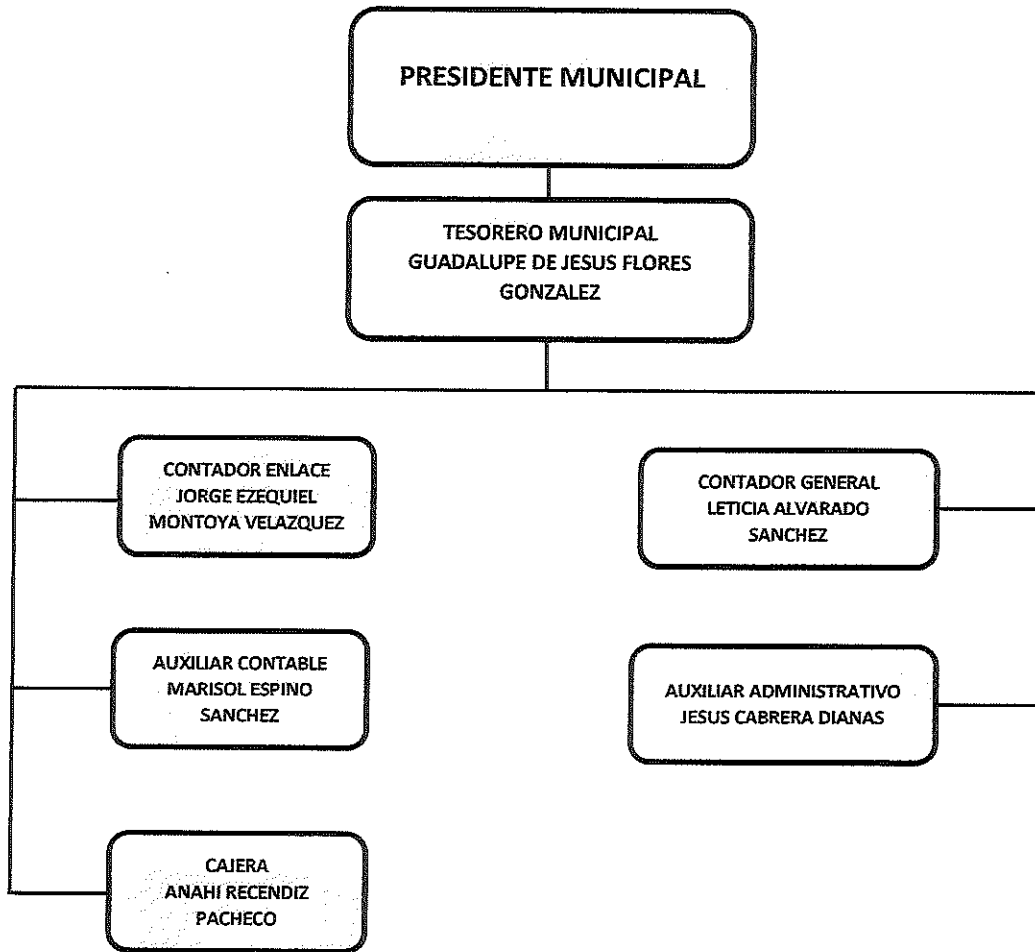 PRESIDENTE MUNICIPAL
TESORERO MUNICIPAL
GUADALUPE DE JESUS FLORES
GONZALEZ
CONTADOR ENLACE
JORGE EZEQUIEL
MONTOYA VELAZQUEZ
CONTADOR GENERAL
LETICIA ALVARADO
SANCHEZ
AUXILIAR CONTABLE
MARISOL ESPINO
SANCHEZ
AUXILIAR ADMINISTRATIVO
JESUS CABRERA DIANAS
CAJERA
ANAHI RECENDIZ
PACHECO